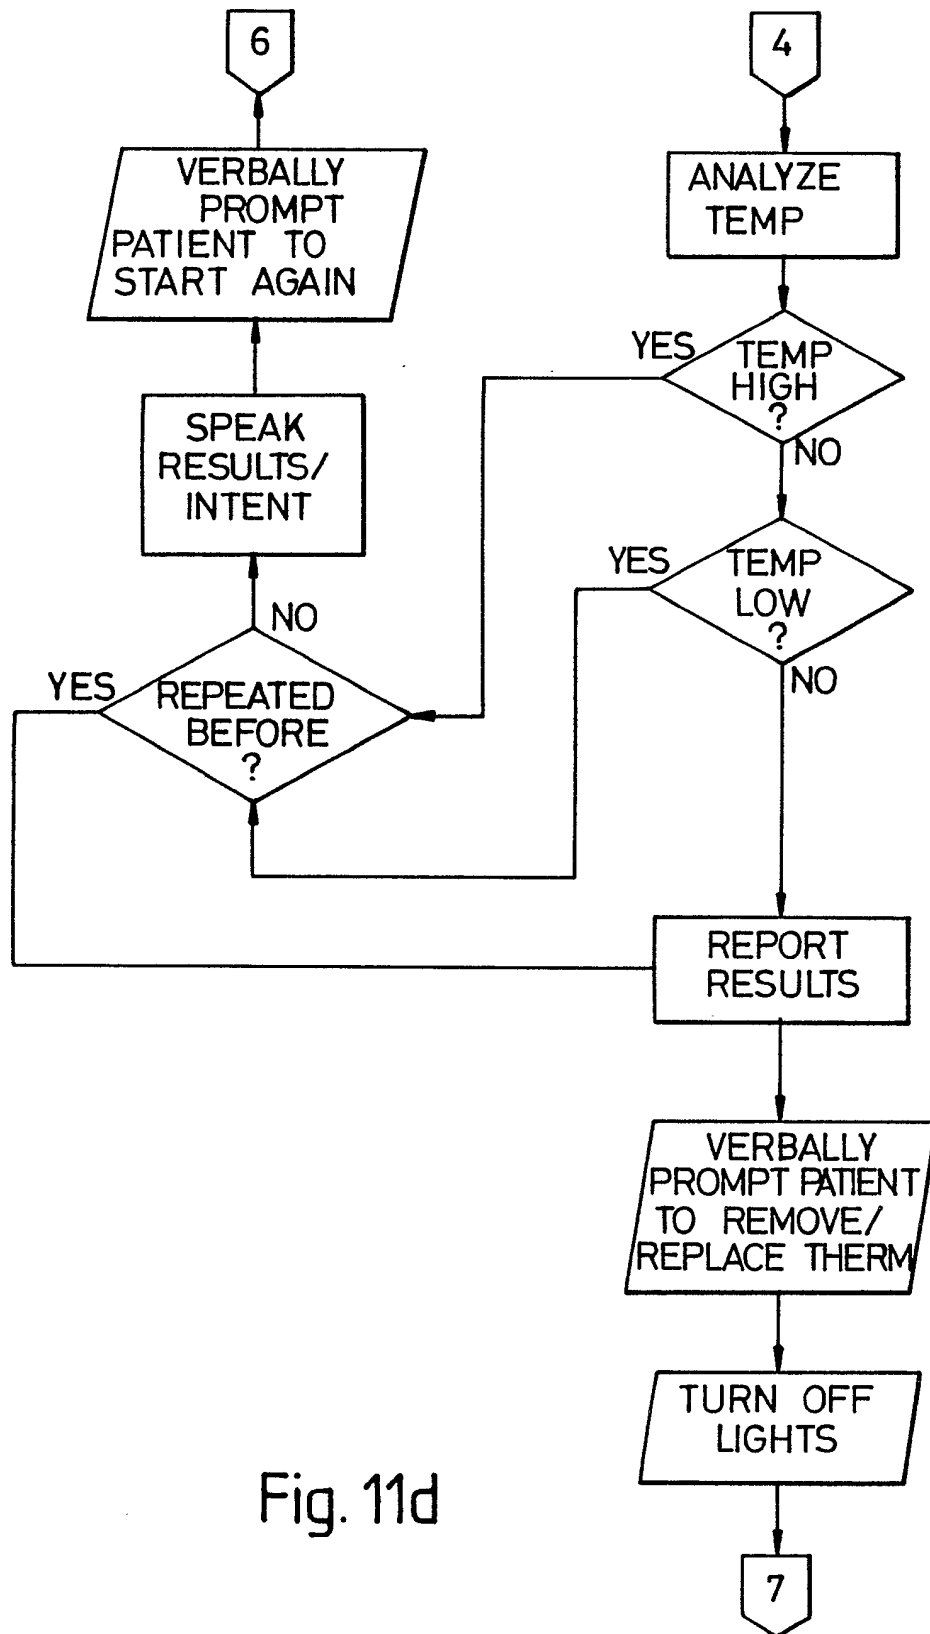 6
VERBALLY
PROMPT
PATIENT TO
START AGAIN
SPEAK
RESULTS/
INTENT
NO
YES
REPEATED
BEFORE
?
4
ANALYZE
TEMP
YES
TEMP
HIGH
?
NO
YES
TEMP
LOW
?
NO
REPORT
RESULTS
VERBALLY
PROMPT PATIENT
TO REMOVE/
REPLACE THERM
TURN OFF
LIGHTS
7
Fig. 11d